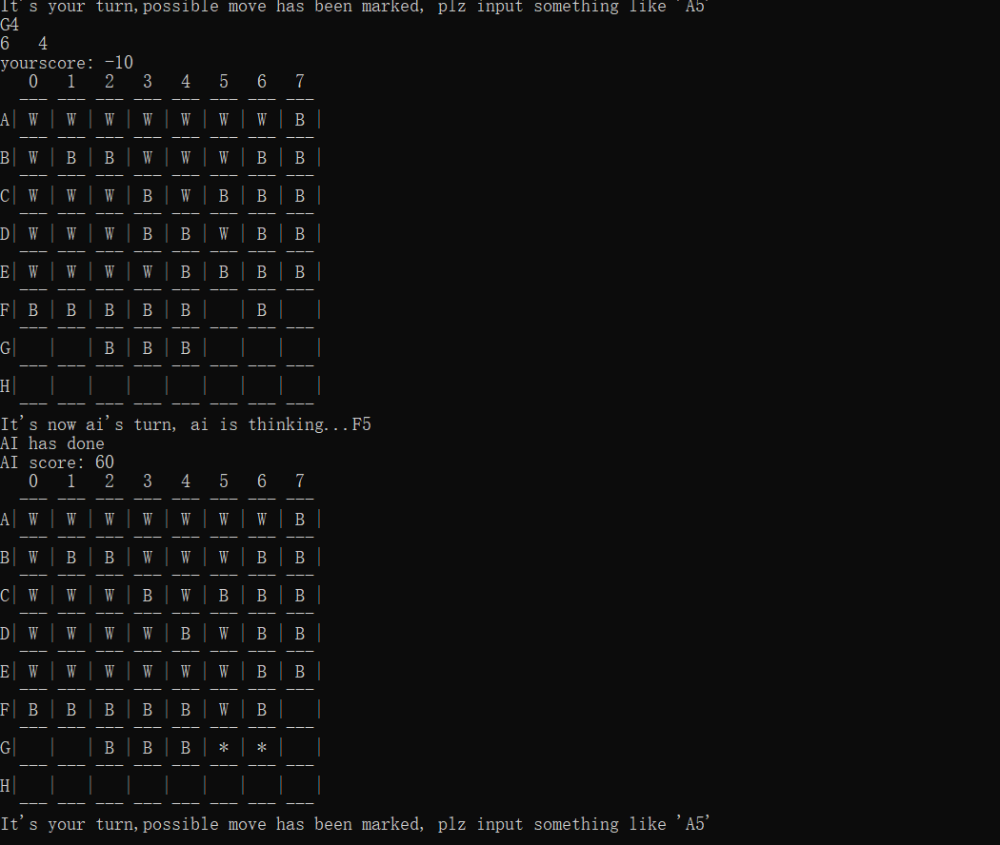 It's your turn,possible move has been marked, plz input something like 'A5'
G4
6   4
yourscore: -10
   0   1   2   3   4   5   6   7
  --- --- --- --- --- --- --- ---
A| W | W | W | W | W | W | W | B |
  --- --- --- --- --- --- --- ---
B| W | B | B | W | W | W | B | B |
  --- --- --- --- --- --- --- ---
C| W | W | W | B | W | B | B | B |
  --- --- --- --- --- --- --- ---
D| W | W | W | B | B | W | B | B |
  --- --- --- --- --- --- --- ---
E| W | W | W | W | B | B | B | B |
  --- --- --- --- --- --- --- ---
F| B | B | B | B | B |   | B |   |
  --- --- --- --- --- --- --- ---
G|   |   | B | B | B |   |   |   |
  --- --- --- --- --- --- --- ---
H|   |   |   |   |   |   |   |   |
  --- --- --- --- --- --- --- ---
It's now ai's turn, ai is thinking...F5
AI has done
AI score: 60
   0   1   2   3   4   5   6   7
  --- --- --- --- --- --- --- ---
A| W | W | W | W | W | W | W | B |
  --- --- --- --- --- --- --- ---
B| W | B | B | W | W | W | B | B |
  --- --- --- --- --- --- --- ---
C| W | W | W | B | W | B | B | B |
  --- --- --- --- --- --- --- ---
D| W | W | W | W | B | W | B | B |
  --- --- --- --- --- --- --- ---
E| W | W | W | W | W | W | B | B |
  --- --- --- --- --- --- --- ---
F| B | B | B | B | B | W | B |   |
  --- --- --- --- --- --- --- ---
G|   |   | B | B | B | * | * |   |
  --- --- --- --- --- --- --- ---
H|   |   |   |   |   |   |   |   |
  --- --- --- --- --- --- --- ---
It's your turn,possible move has been marked, plz input something like 'A5'